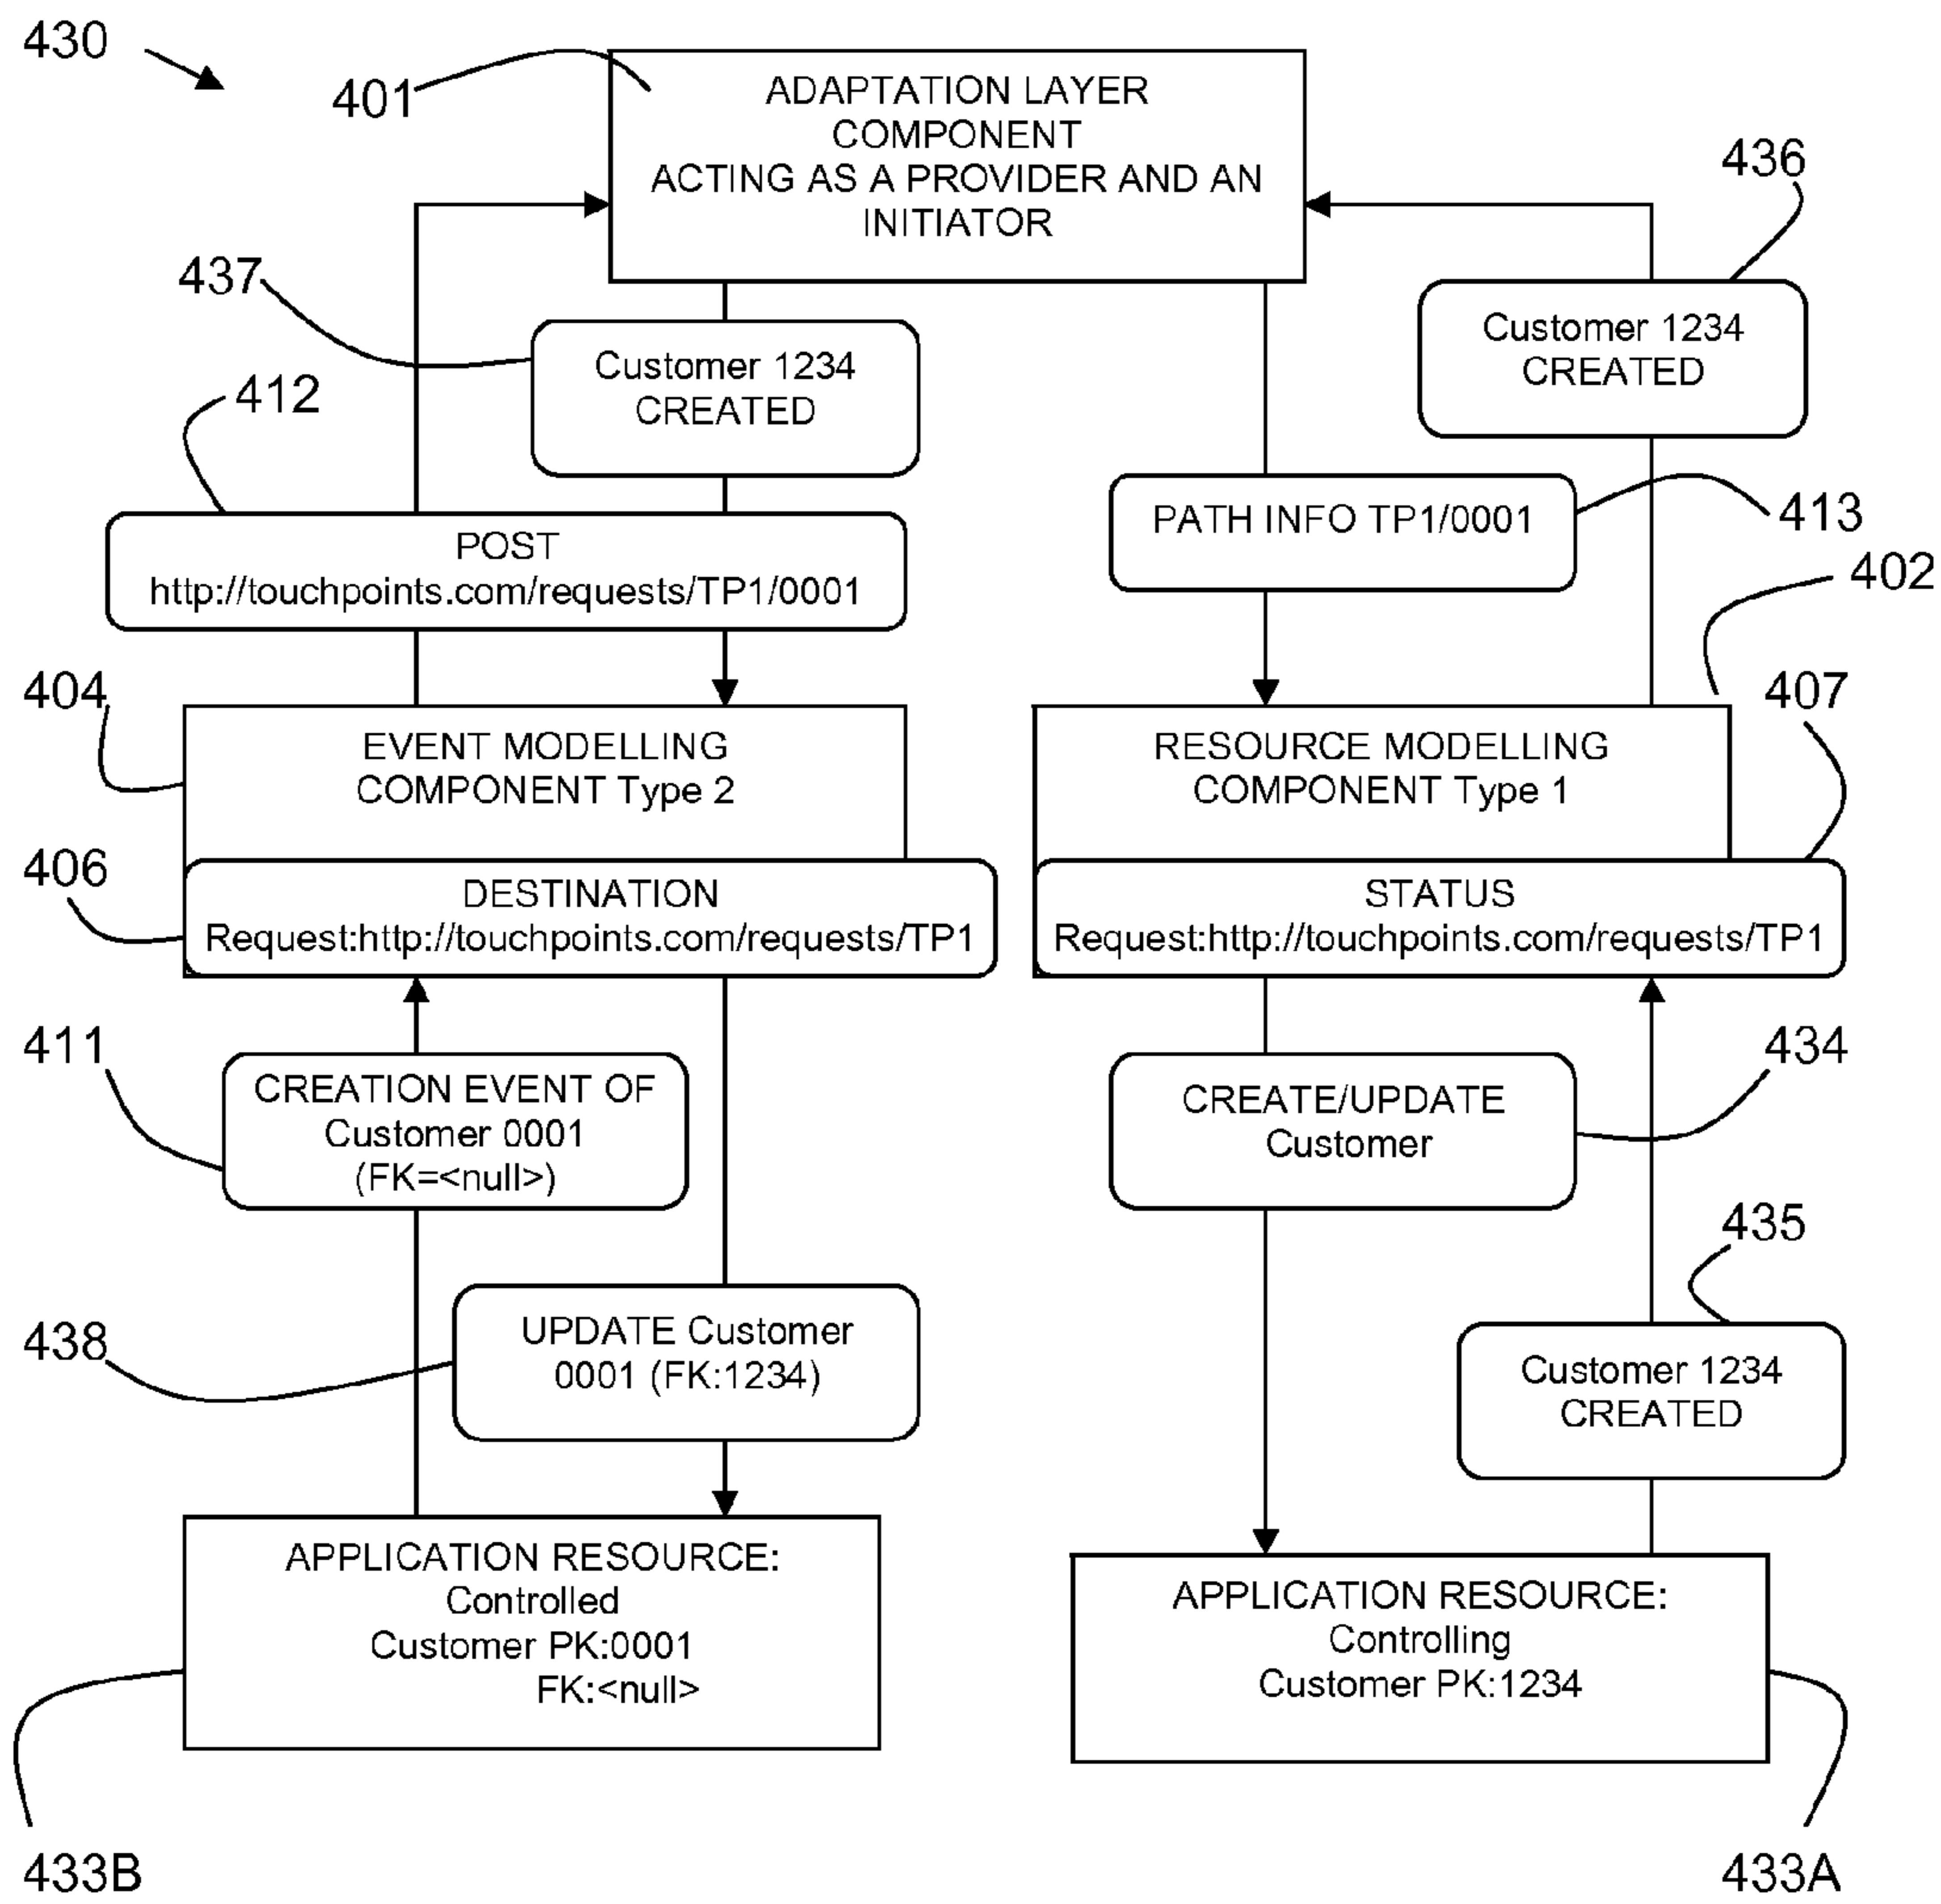 430
401
ADAPTATION LAYER
COMPONENT
ACTING AS A PROVIDER AND AN
INITIATOR
436
437
Customer 1234
CREATED
Customer 1234
CREATED
412
PATH INFO TP1/0001
413
POST
http://touchpoints.com/requests/TP1/0001
402
404
EVENT MODELLING
COMPONENT Type 2
RESOURCE MODELLING
COMPONENT Type 1
407
406
DESTINATION
Request:http://touchpoints.com/requests/TP1
STATUS
Request:http://touchpoints.com/requests/TP1
411
CREATION EVENT OF
Customer 0001
(FK=<null>)
CREATE/UPDATE
Customer
434
435
438
UPDATE Customer
0001 (FK:1234)
Customer 1234
CREATED
APPLICATION RESOURCE:
Controlled
Customer PK:0001
FK:<null>
APPLICATION RESOURCE:
Controlling
Customer PK:1234
433B
433A